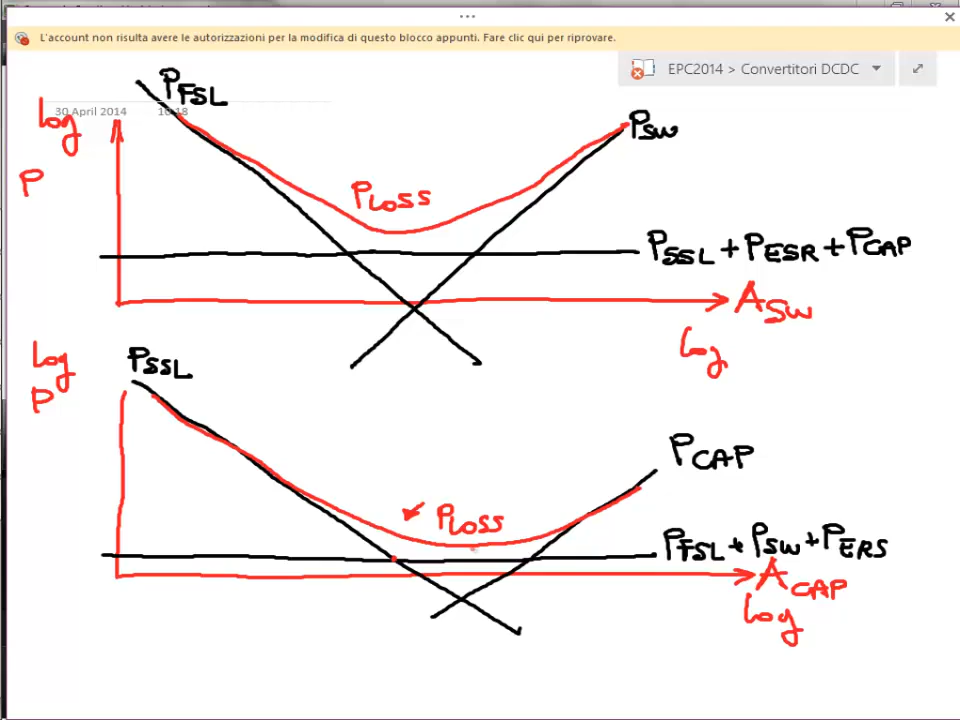 L'account non risulta avere le autorizzazioni per la modifica di questo blocco appunti. Fare clic qui per riprovare.
EPC2014 > Convertitori DCDC
30 April 2014
log
P
PFSL
PLOSS
PSW
PSSL + PESR + PCAP
ASW
log
log
P
PSSL
PLOSS
PCAP
PFSL + PSW + PERS
ACAP
log